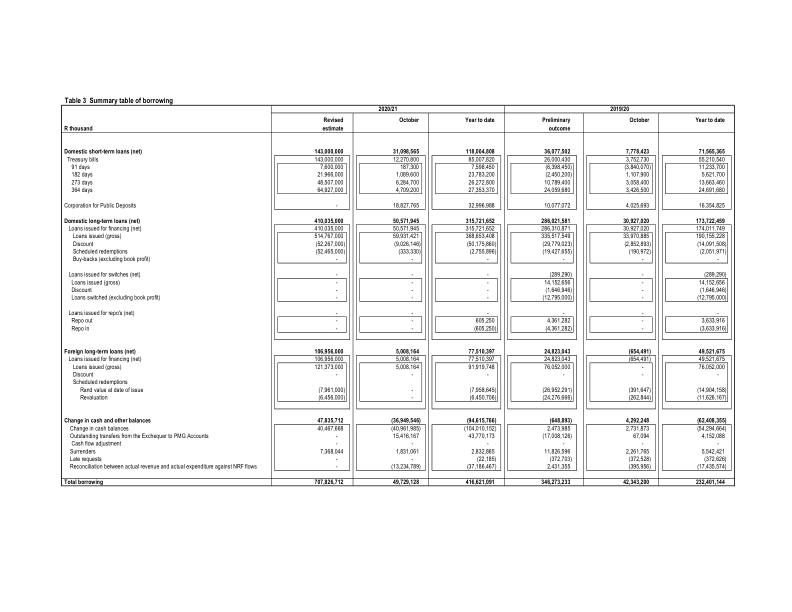 Table 3 Summary table of borrowing
2020/21 2019/20
Revised October Year to date Preliminary October Year to date
R thousand estimate outcome
Domestic short-term loans (net) 143,000,000 31,098,565 118,004,808 36,077,502 7,778,423 71,565,365
Treasury bills 143,000,000 12,270,800 85,007,820 26,000,430 3,752,730 55,210,540
91 days 7,600,000 187,300 7,598,450 (6,398,450) (3,840,070) 11,233,700
182 days 21,966,000 1,089,600 23,783,200 (2,450,200) 1,107,900 5,621,700
273 days 48,507,000 6,284,700 26,272,800 10,789,400 3,058,400 13,663,460
364 days 64,927,000 4,709,200 27,353,370 24,059,680 3,426,500 24,691,680
Corporation for Public Deposits - 18,827,765 32,996,988 10,077,072 4,025,693 16,354,825
Domestic long-term loans (net) 410,035,000 50,571,945 315,721,652 286,021,581 30,927,020 173,722,459
Loans issued for financing (net) 410,035,000 50,571,945 315,721,652 286,310,871 30,927,020 174,011,749
Loans issued (gross) 514,767,000 59,931,421 368,653,408 335,517,549 33,970,885 190,155,228
Discount (52,267,000) (9,026,146) (50,175,860) (29,779,023) (2,852,893) (14,091,508)
Scheduled redemptions (52,465,000) (333,330) (2,755,896) (19,427,655) (190,972) (2,051,971)
Buy-backs (excluding book profit) - - - - - -
Loans issued for switches (net) - - - (289,290) - (289,290)
Loans issued (gross) - - - 14,152,656 - 14,152,656
Discount - - - (1,646,946) - (1,646,946)
Loans switched (excluding book profit) - - - (12,795,000) - (12,795,000)
Loans issued for repo's (net) - - - - - -
Repo out - - 605,250 4,361,282 - 3,633,916
Repo in - - (605,250) (4,361,282) - (3,633,916)
Foreign long-term loans (net) 106,956,000 5,008,164 77,510,397 24,823,043 (654,491) 49,521,675
Loans issued for financing (net) 106,956,000 5,008,164 77,510,397 24,823,043 (654,491) 49,521,675
Loans issued (gross) 121,373,000 5,008,164 91,919,748 76,052,000 - 76,052,000
Discount - - - - - -
Scheduled redemptions
Rand value at date of issue (7,961,000) - (7,958,645) (26,952,291) (391,647) (14,904,158)
Revaluation (6,456,000) - (6,450,706) (24,276,666) (262,844) (11,626,167)
Change in cash and other balances 47,835,712 (36,949,546) (94,615,766) (648,893) 4,292,248 (62,408,355)
Change in cash balances 40,467,668 (40,961,985) (104,010,152) 2,473,985 2,731,873 (54,294,664)
Outstanding transfers from the Exchequer to PMG Accounts - 15,416,167 43,770,173 (17,008,126) 67,094 4,152,088
Cash flow adjustment - - - - - -
Surrenders 7,368,044 1,831,061 2,832,865 11,826,596 2,261,765 5,542,421
Late requests - - (22,185) (372,703) (372,528) (372,626)
Reconciliation between actual revenue and actual expenditure against NRF flows - (13,234,789) (37,186,467) 2,431,355 (395,956) (17,435,574)
Total borrowing 707,826,712 49,729,128 416,621,091 346,273,233 42,343,200 232,401,144